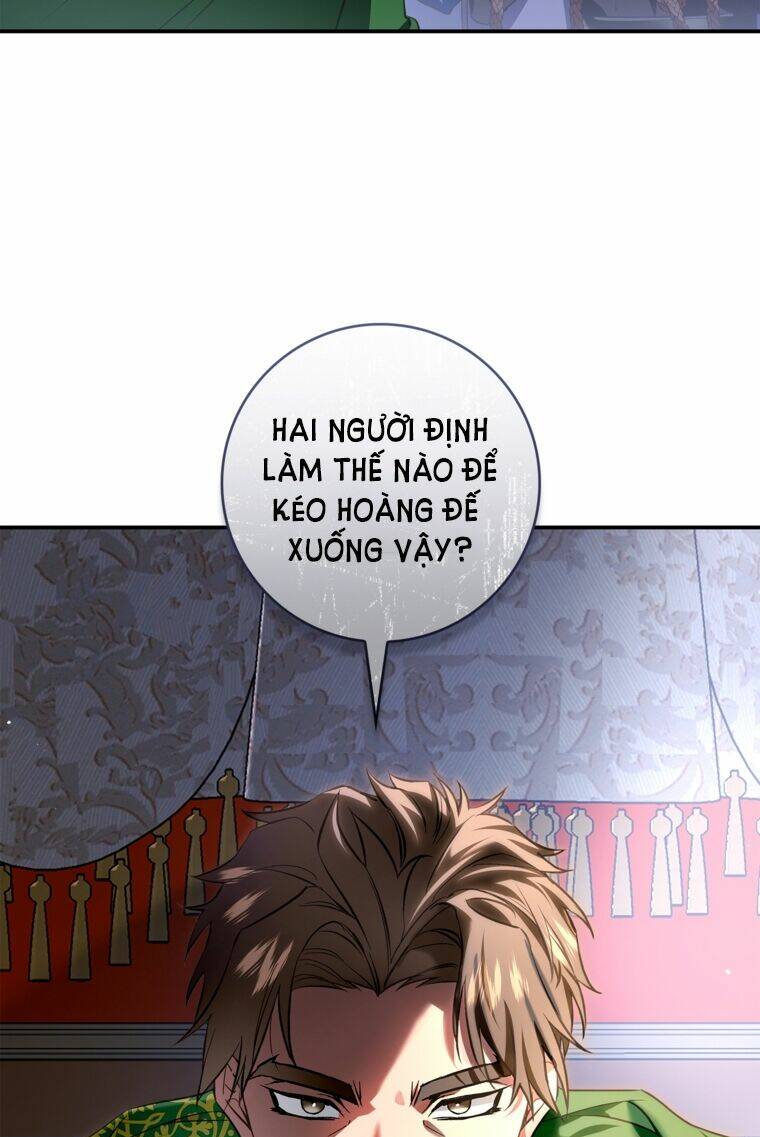 HAI NGƯỜI ĐỊNH
LÀM THẾ NÀO ĐỂ
KÉO HOÀNG ĐẾ
XUỐNG VẬY?